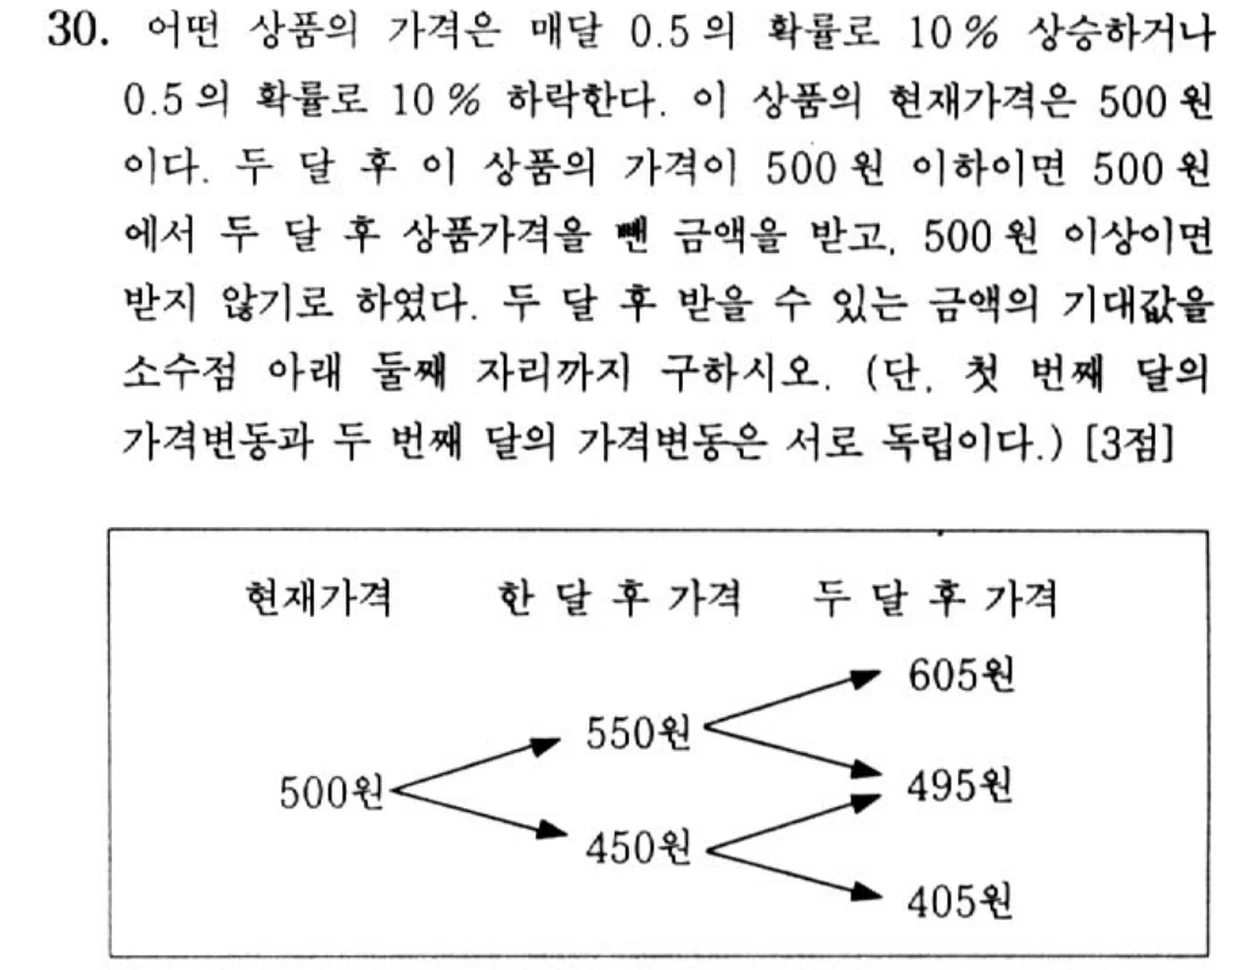 30. 어떤 상품의 가격은 매달 0.5의 확률로 10% 상승하거나
0.5의 확률로 10% 하락한다. 이 상품의 현재가격은 500원
이다. 두 달 후 이 상품의 가격이 500원 이하이면 500원
에서 두 달 후 상품가격을 뺀 금액을 받고, 500원 이상이면
받지 않기로 하였다. 두 달 후 받을 수 있는 금액의 기대값을
소수점 아래 둘째 자리까지 구하시오. (단, 첫 번째 달의
가격변동과 두 번째 달의 가격변동은 서로 독립이다.) [3점]
현재가격 한 달 후 가격 두 달 후 가격
605원
550원
495원
500원
450원
405원